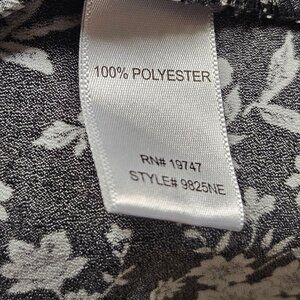 100% POLYESTER
RN# 19747
STYLE# 9825NE